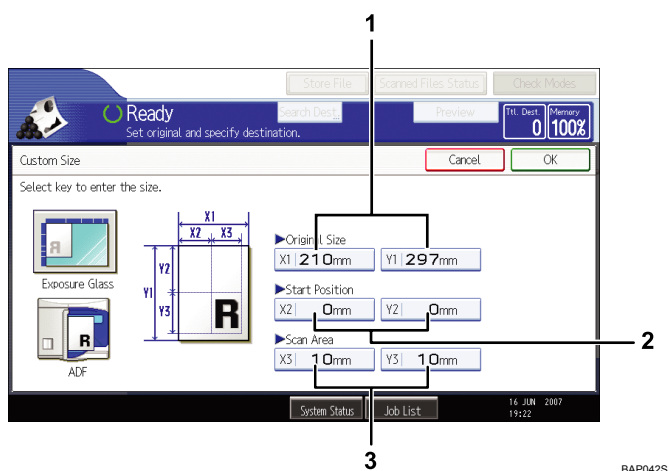 1
Store File Scanned Files Status Check Modes
Ready
Search Dest. Preview
Ttl. Dest. Memory
0 100%
Set original and specify destination.
Custom Size Cancel OK
Select key to enter the size.
X1
X2 X3
Y1
Y2
Y3
R
R
Exposure Glass
R
ADF
►Original Size
X1 210mm Y1 297mm
►Start Position
X2 0mm Y2 0mm
2
►Scan Area
X3 10mm Y3 10mm
System Status Job List
16 JUN 2007
19:22
3
BAP042S